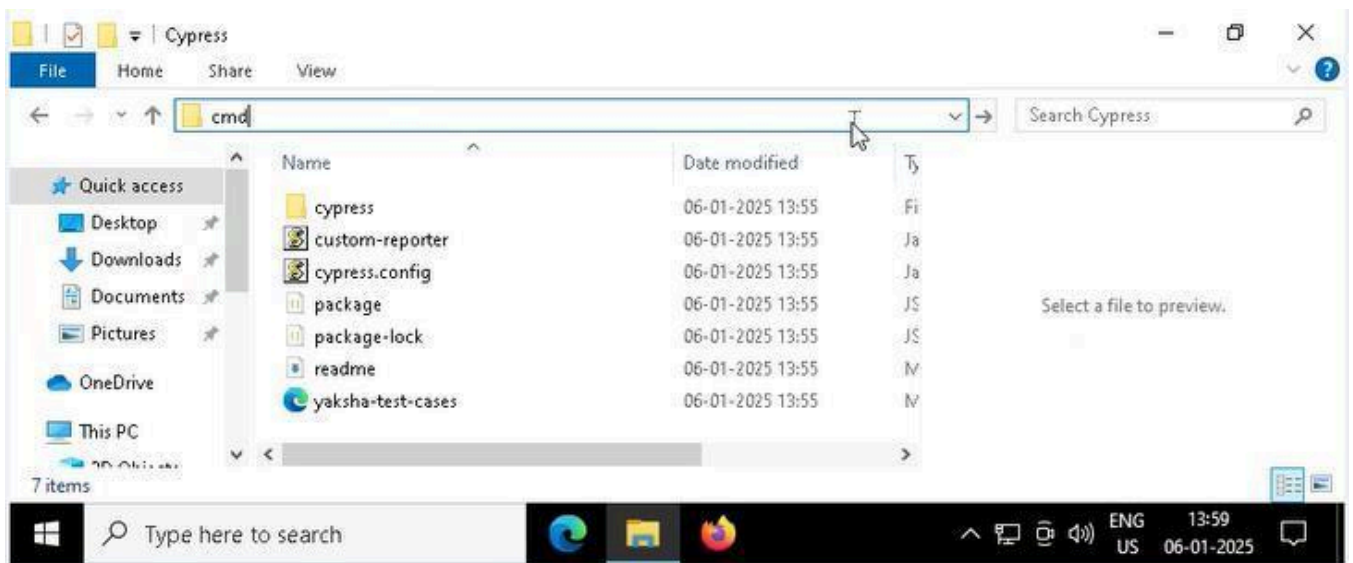 Cypress
File Home Share View
cmd
Search Cypress
Name Date modified Ty
Quick access
Desktop
Downloads
Documents
Pictures
OneDrive
This PC
cypress 06-01-2025 13:55 Fi
custom-reporter 06-01-2025 13:55 Ja
cypress.config 06-01-2025 13:55 Ja
package 06-01-2025 13:55 JS
package-lock 06-01-2025 13:55 JS
readme 06-01-2025 13:55 M
yaksha-test-cases 06-01-2025 13:55 M
Select a file to preview.
7 items
Type here to search
ENG 13:59
US 06-01-2025